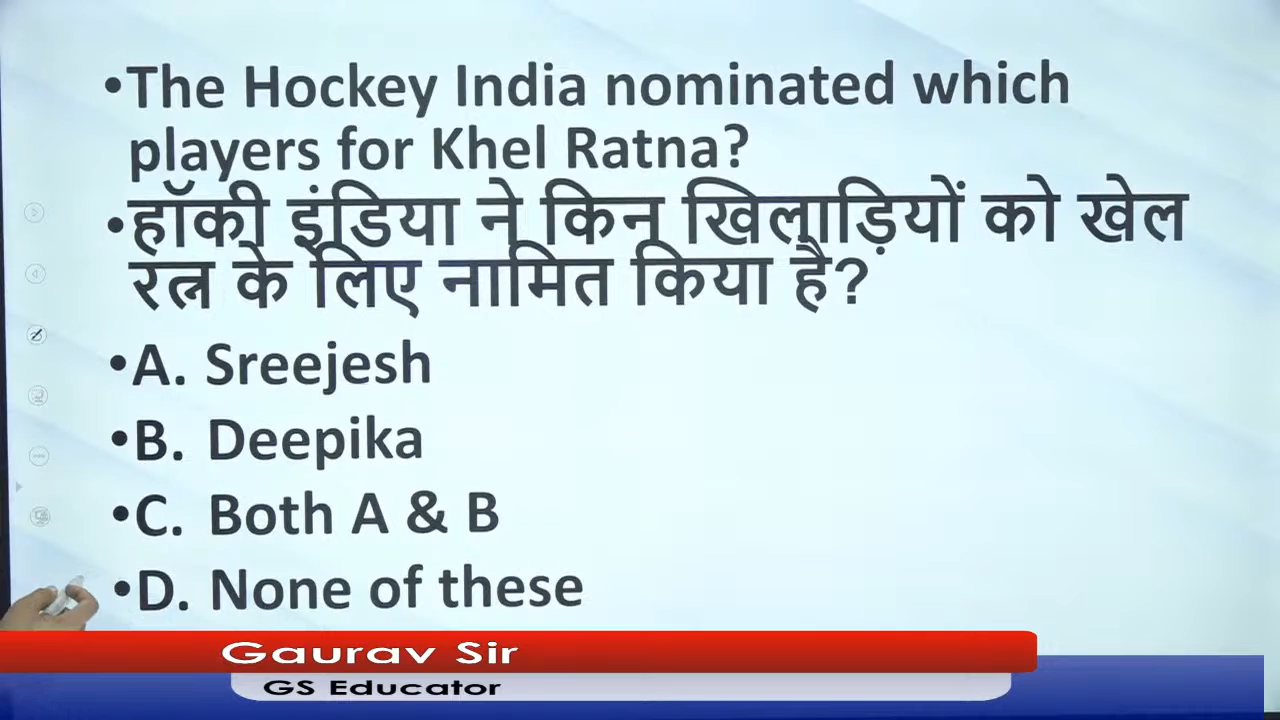 •The Hockey India nominated which
players for Khel Ratna?
•हॉकी इंडिया ने किन खिलाड़ियों को खेल
रत्न के लिए नामित किया है?
•A. Sreejesh
•B. Deepika
•C. Both A & B
•D. None of these
Gaurav Sir
GS Educator